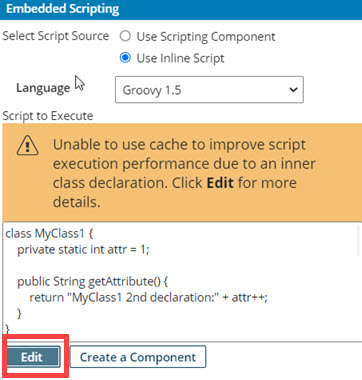 Embedded Scripting
Select Script Source Use Scripting Component
Use Inline Script
Language Groovy 1.5
Script to Execute
Unable to use cache to improve script
execution performance due to an inner
class declaration. Click Edit for more
details.
class MyClass1 {
    private static int attr = 1;

    public String getAttribute() {
        return "MyClass1 2nd declaration:" + attr++;
    }
}
Edit Create a Component